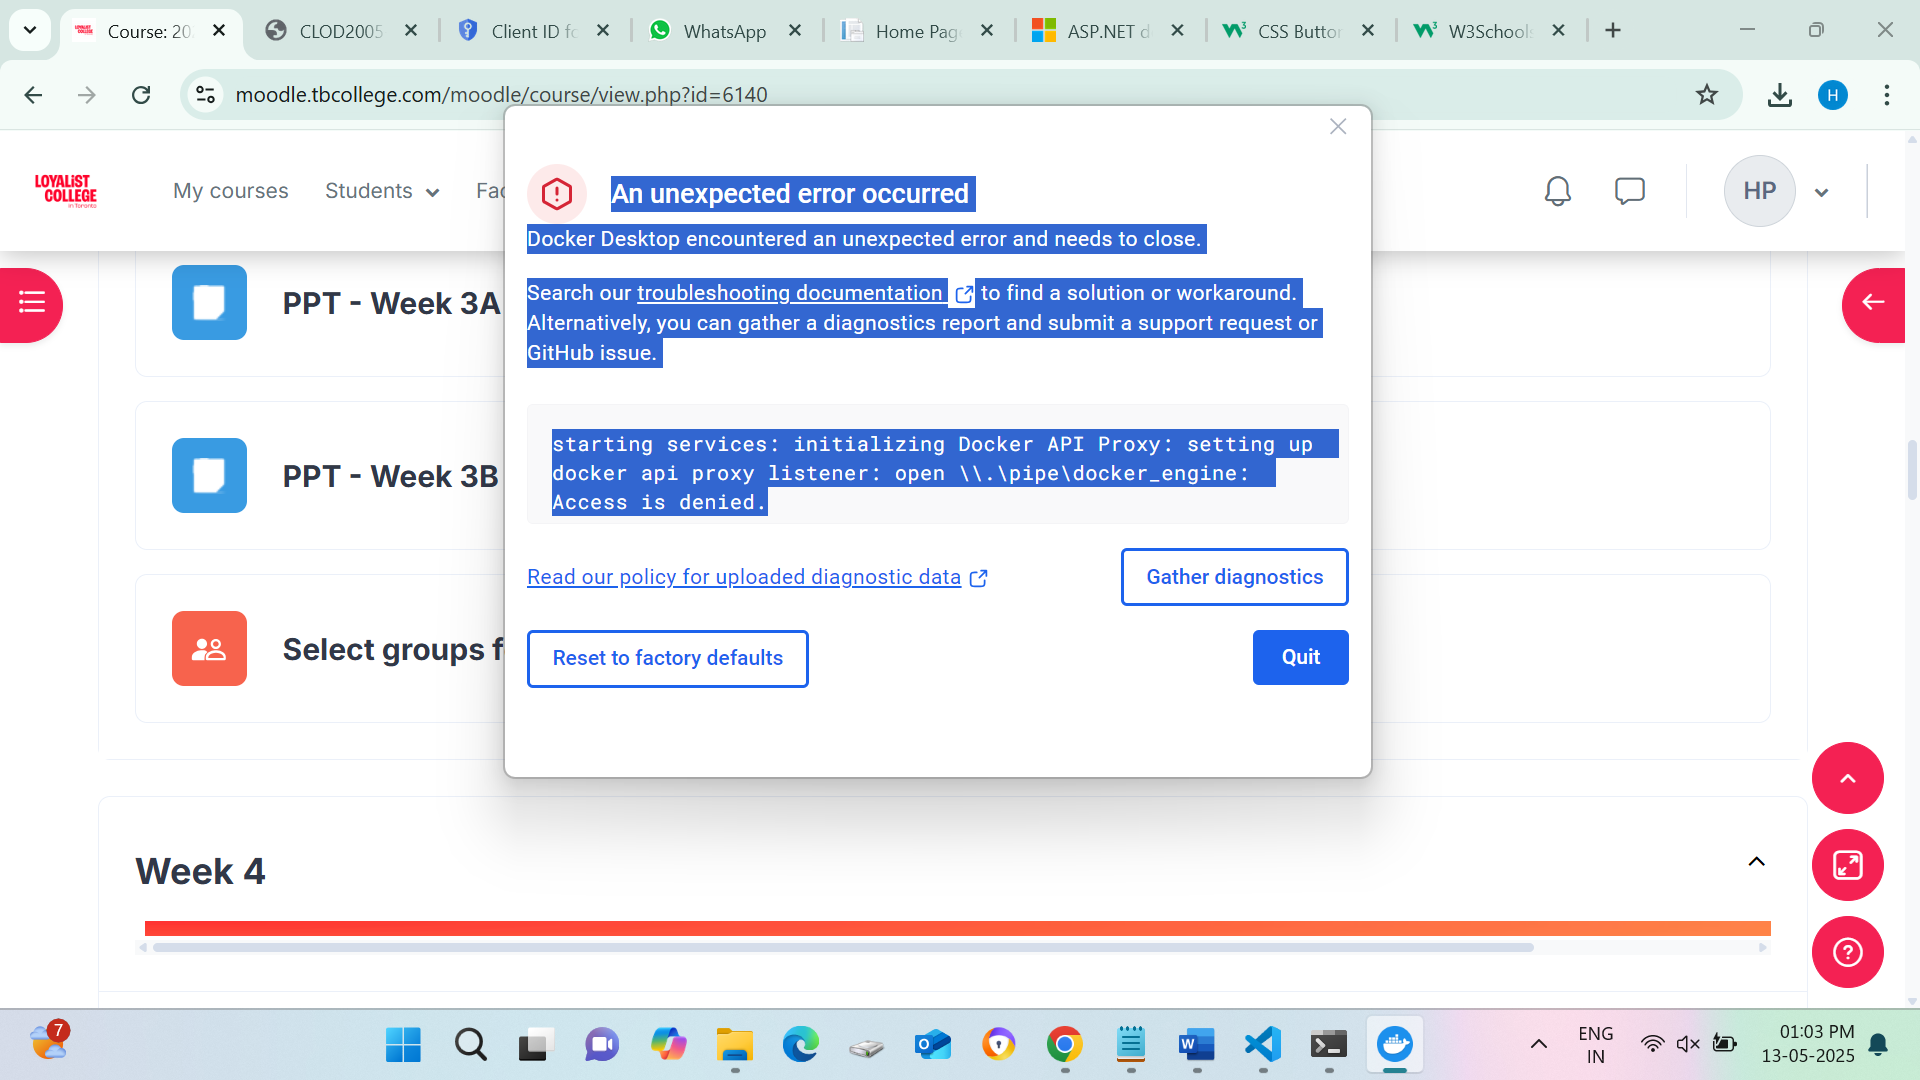 Course: 20
CLOD2005
Client ID fo
WhatsApp
Home Pag
ASP.NET d
CSS Button
W3Schools
moodle.tbcollege.com/moodle/course/view.php?id=6140
H
LOYALIST
COLLEGE
in Toronto
My courses
Students
Fac
HP
An unexpected error occurred
Docker Desktop encountered an unexpected error and needs to close.
Search our troubleshooting documentation to find a solution or workaround.
Alternatively, you can gather a diagnostics report and submit a support request or
GitHub issue.
starting services: initializing Docker API Proxy: setting up
docker api proxy listener: open \\.\pipe\docker_engine:
Access is denied.
Read our policy for uploaded diagnostic data
Gather diagnostics
Reset to factory defaults
Quit
PPT - Week 3A
PPT - Week 3B
Select groups f
Week 4
7
ENG
IN
01:03 PM
13-05-2025